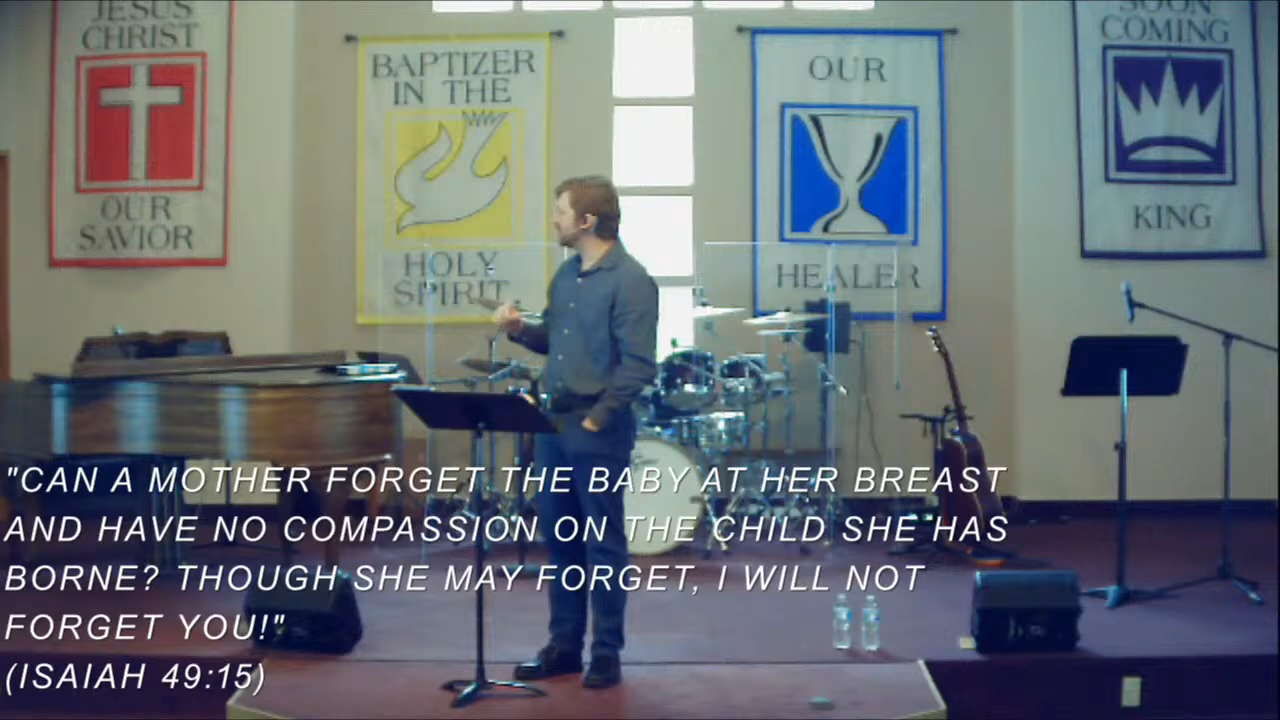 JESUS
CHRIST
OUR
SAVIOR
BAPTIZER
IN THE
HOLY
SPIRIT
OUR
HEALER
SOON
COMING
KING
"CAN A MOTHER FORGET THE BABY AT HER BREAST
AND HAVE NO COMPASSION ON THE CHILD SHE HAS
BORNE? THOUGH SHE MAY FORGET, I WILL NOT
FORGET YOU!"
(ISAIAH 49:15)